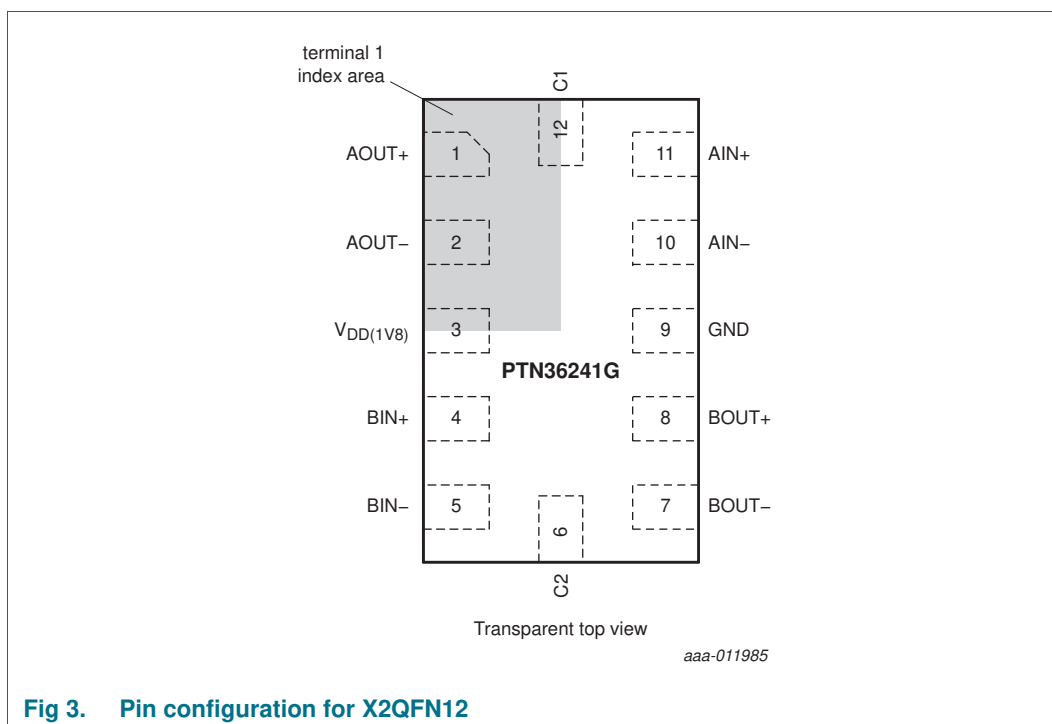 terminal 1
index area
C1
12
AOUT+ 1 11 AIN+
AOUT− 2 10 AIN−
VDD(1V8) 3 9 GND
PTN36241G
BIN+ 4 8 BOUT+
BIN− 5 7 BOUT−
6
C2
Transparent top view
aaa-011985
Fig 3. Pin configuration for X2QFN12